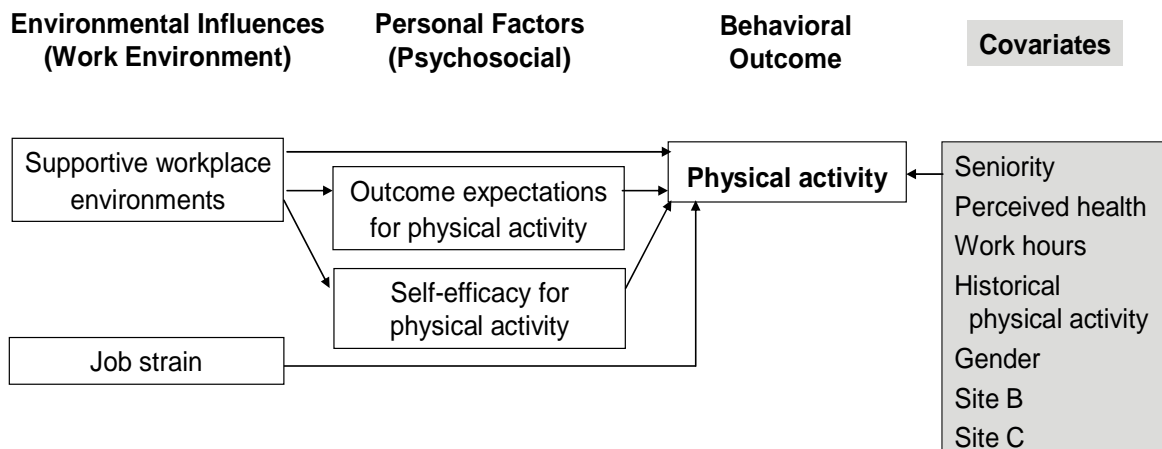 Environmental Influences
(Work Environment)
Personal Factors
(Psychosocial)
Behavioral
Outcome
Covariates
Supportive workplace
environments
Outcome expectations
for physical activity
Self-efficacy for
physical activity
Job strain
Physical activity
Seniority
Perceived health
Work hours
Historical
physical activity
Gender
Site B
Site C